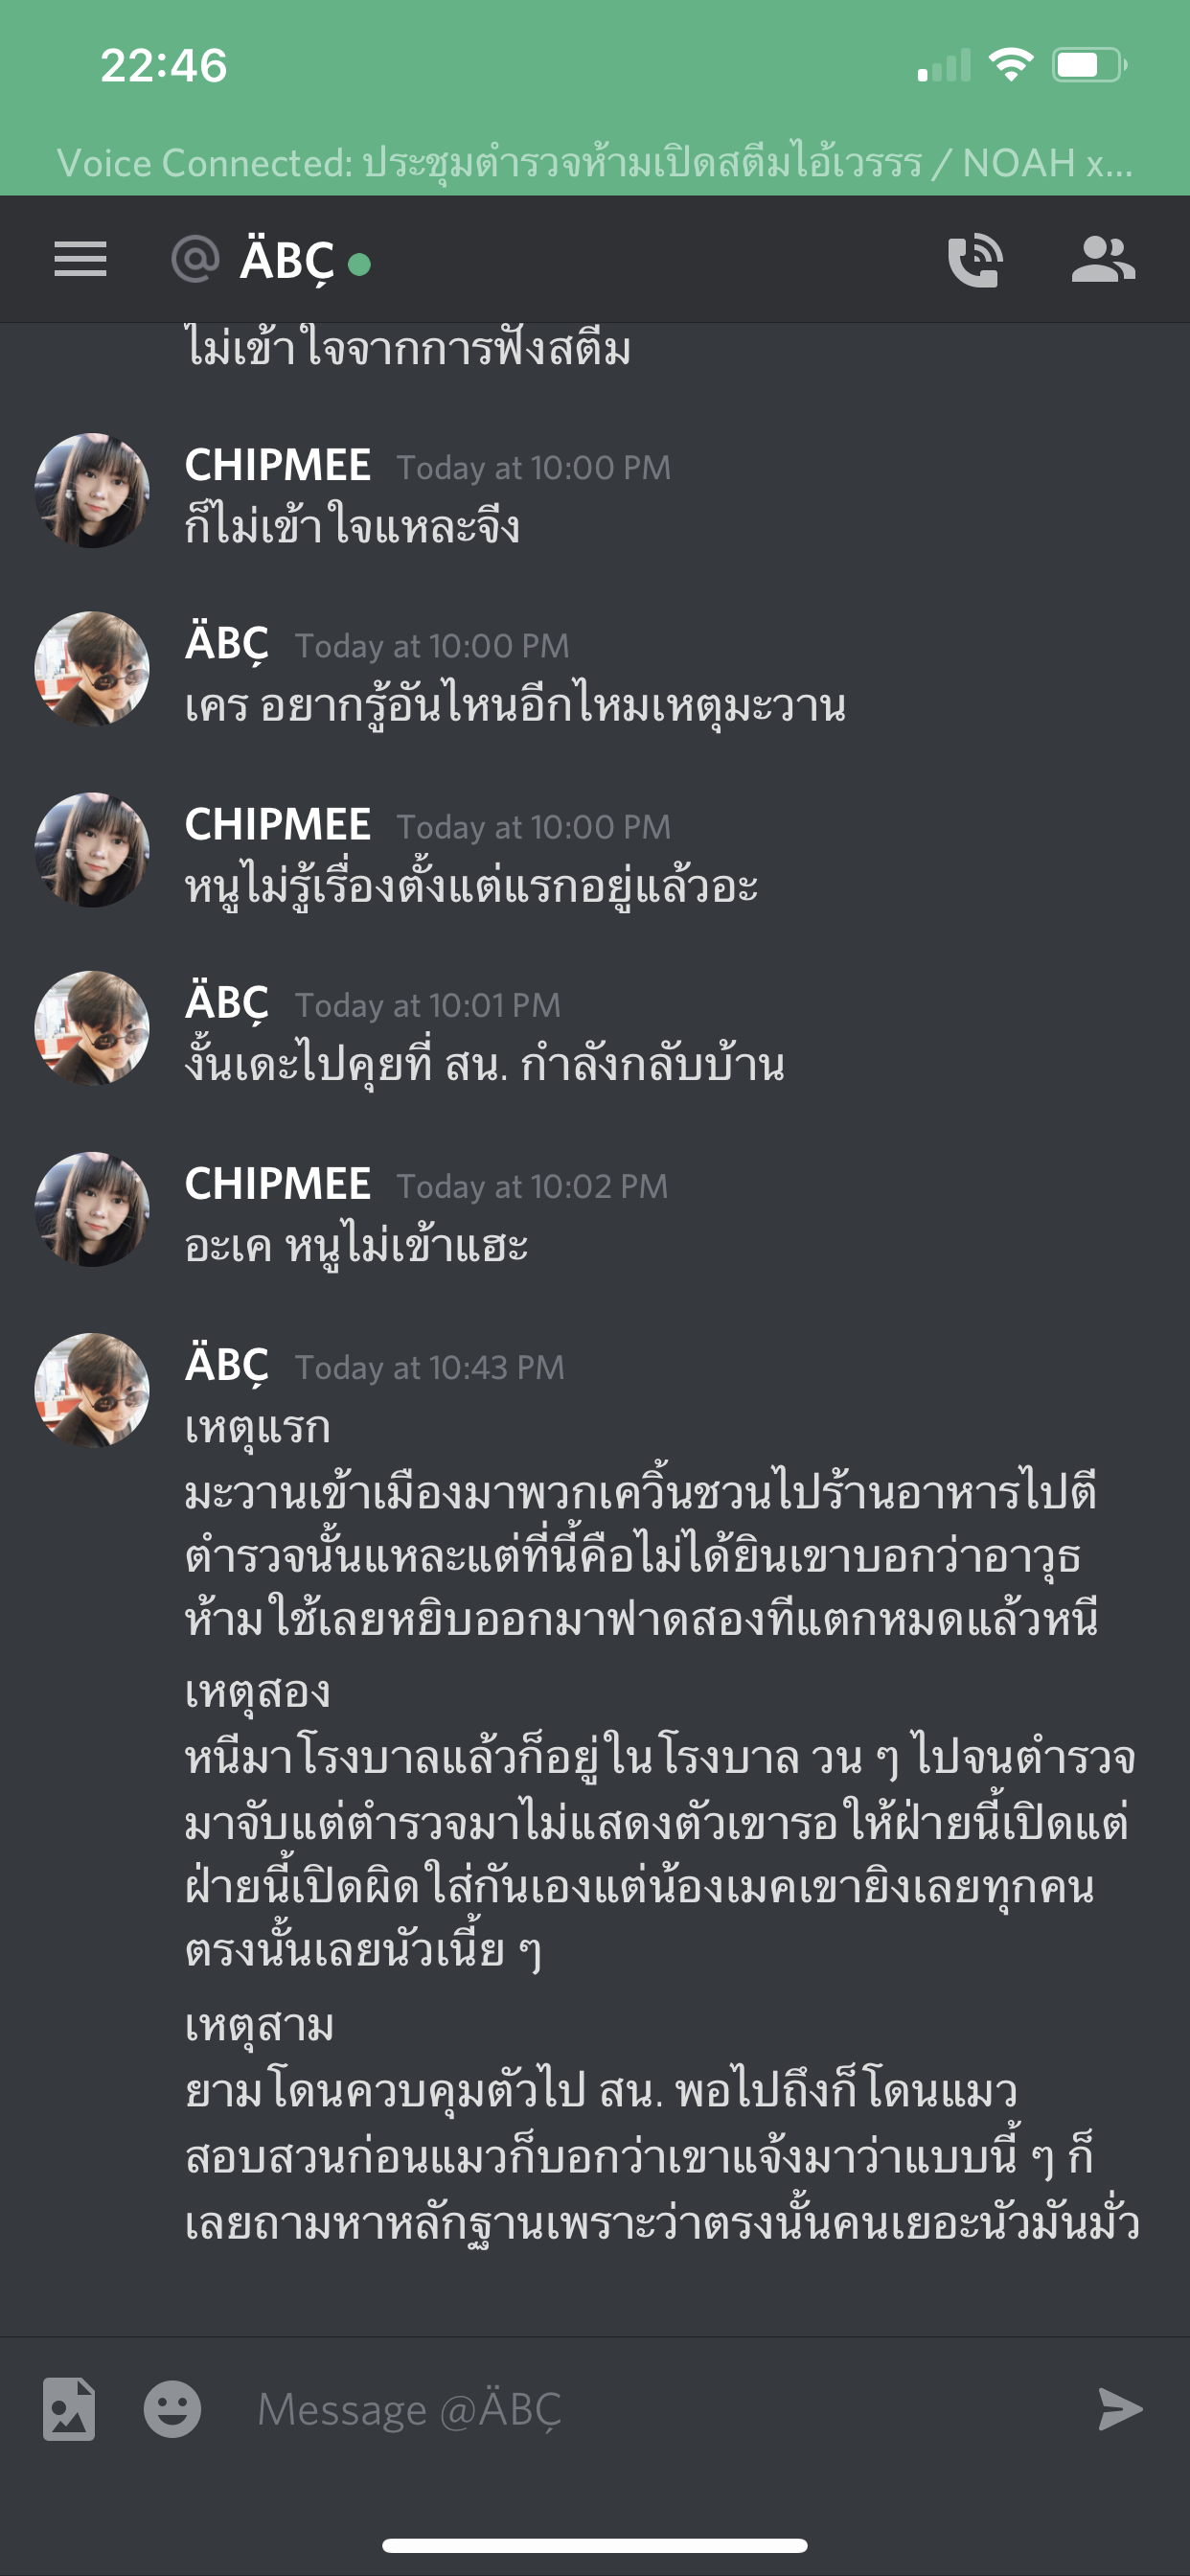 22:46
Voice Connected: ประชุมตำรวจห้ามเปิดสตีมไอ้เวรรร / NOAH x...
@ ÄBÇ
ไม่เข้าใจจากการฟังสตีม
CHIPMEE Today at 10:00 PM
ก็ไม่เข้าใจแหละจีง
ÄBÇ Today at 10:00 PM
เคร อยากรู้อันไหนอีกไหมเหตุมะวาน
CHIPMEE Today at 10:00 PM
หนูไม่รู้เรื่องตั้งแต่แรกอยู่แล้วอะ
ÄBÇ Today at 10:01 PM
งั้นเดะไปคุยที่ สน. กำลังกลับบ้าน
CHIPMEE Today at 10:02 PM
อะเค หนูไม่เข้าแฮะ
ÄBÇ Today at 10:43 PM
เหตุแรก
มะวานเข้าเมืองมาพวกเควิ้นชวนไปร้านอาหารไปตี
ตำรวจนั้นแหละแต่ที่นี้คือไม่ได้ยินเขาบอกว่าอาวุธ
ห้ามใช้เลยหยิบออกมาฟาดสองทีแตกหมดแล้วหนี
เหตุสอง
หนีมาโรงบาลแล้วก็อยู่ในโรงบาล วน ๆ ไปจนตำรวจ
มาจับแต่ตำรวจมาไม่แสดงตัวเขารอให้ฝ่ายนี้เปิดแต่
ฝ่ายนี้เปิดผิดใส่กันเองแต่น้องเมคเขายิงเลยทุกคน
ตรงนั้นเลยนัวเนี้ย ๆ
เหตุสาม
ยามโดนควบคุมตัวไป สน. พอไปถึงก็โดนแมว
สอบสวนก่อนแมวก็บอกว่าเขาแจ้งมาว่าแบบนี้ ๆ ก็
เลยถามหาหลักฐานเพราะว่าตรงนั้นคนเยอะนัวมันมั่ว
Message @ÄBÇ